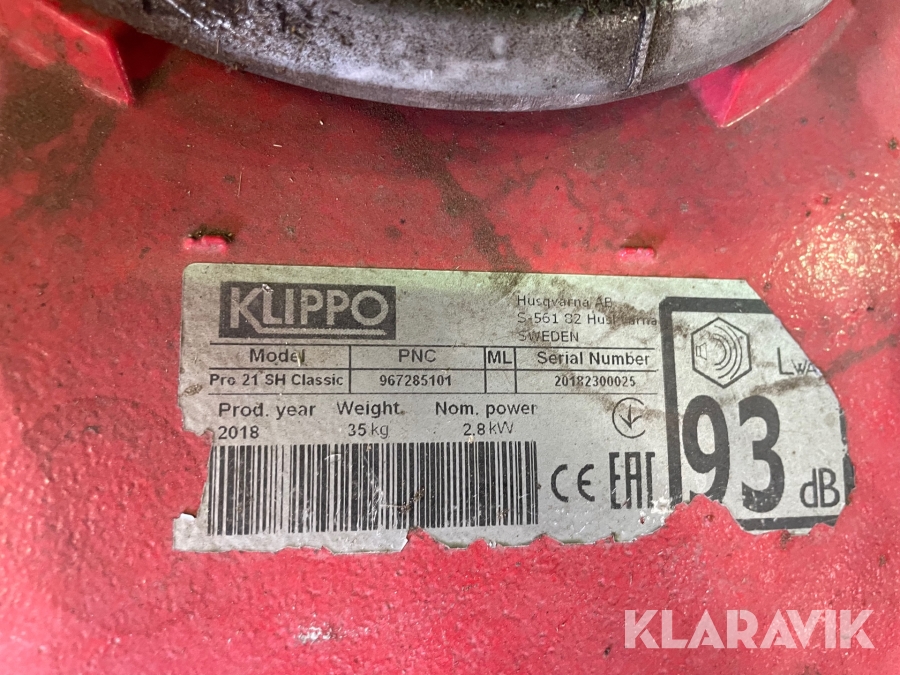 KLIPPO
Husqvarna AB
S-561 82 Huskvarna
SWEDEN
Model PNC ML Serial Number
Pro 21 SH Classic 967285101 20182300025
Prod. year Weight Nom. power
2018 35 kg 2.8 kW
CE EAC
LWA
93 dB
KLARAVIK